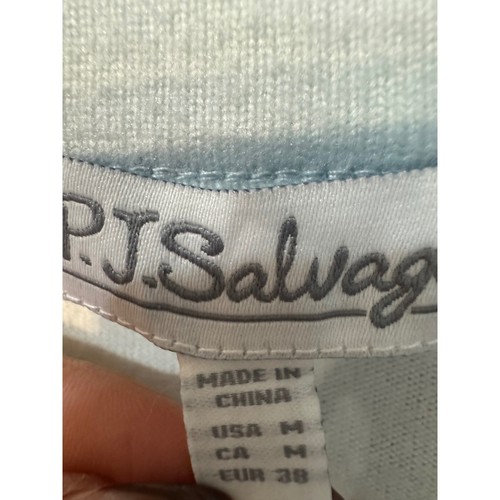 P.J.Salvag
MADE IN
CHINA
USA M
CA M
EUR 38